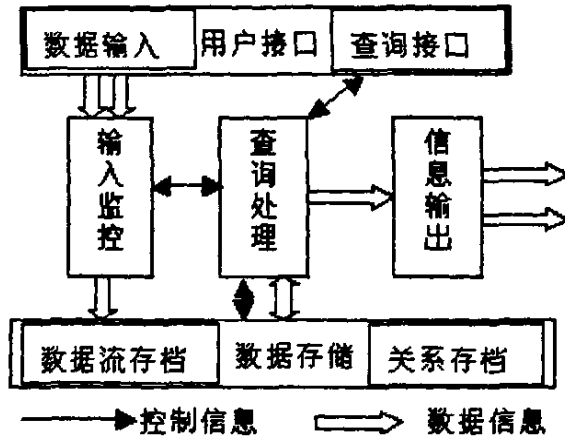 数据输入 用户接口 查询接口
输入监控
查询处理
信息输出
数据流存档 数据存储 关系存档
控制信息 数据信息